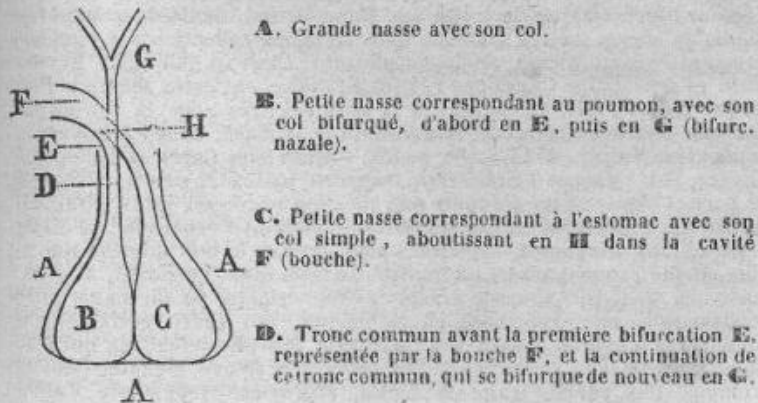 G
F
H
E
D
A
A
B
C
A
A. Grande nasse avec son col.
B. Petite nasse correspondant au poumon, avec son
col bifurqué, d'abord en E, puis en G (bifurc.
nazale).
C. Petite nasse correspondant à l'estomac avec son
col simple, aboutissant en H dans la cavité
F (bouche).
D. Tronc commun avant la première bifurcation E,
représentée par la bouche F, et la continuation de
ce tronc commun, qui se bifurque de nouveau en G.